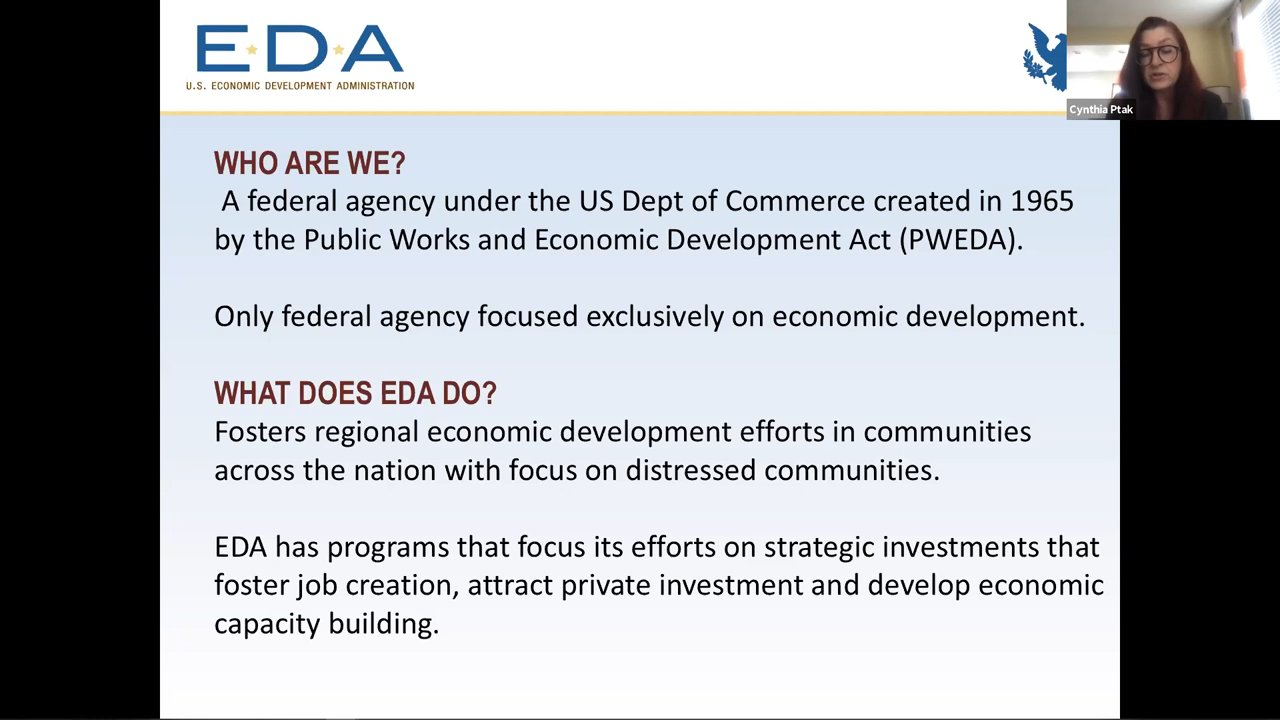 E★D★A
U.S. ECONOMIC DEVELOPMENT ADMINISTRATION
Cynthia Ptak
WHO ARE WE?
A federal agency under the US Dept of Commerce created in 1965
by the Public Works and Economic Development Act (PWEDA).
Only federal agency focused exclusively on economic development.
WHAT DOES EDA DO?
Fosters regional economic development efforts in communities
across the nation with focus on distressed communities.
EDA has programs that focus its efforts on strategic investments that
foster job creation, attract private investment and develop economic
capacity building.